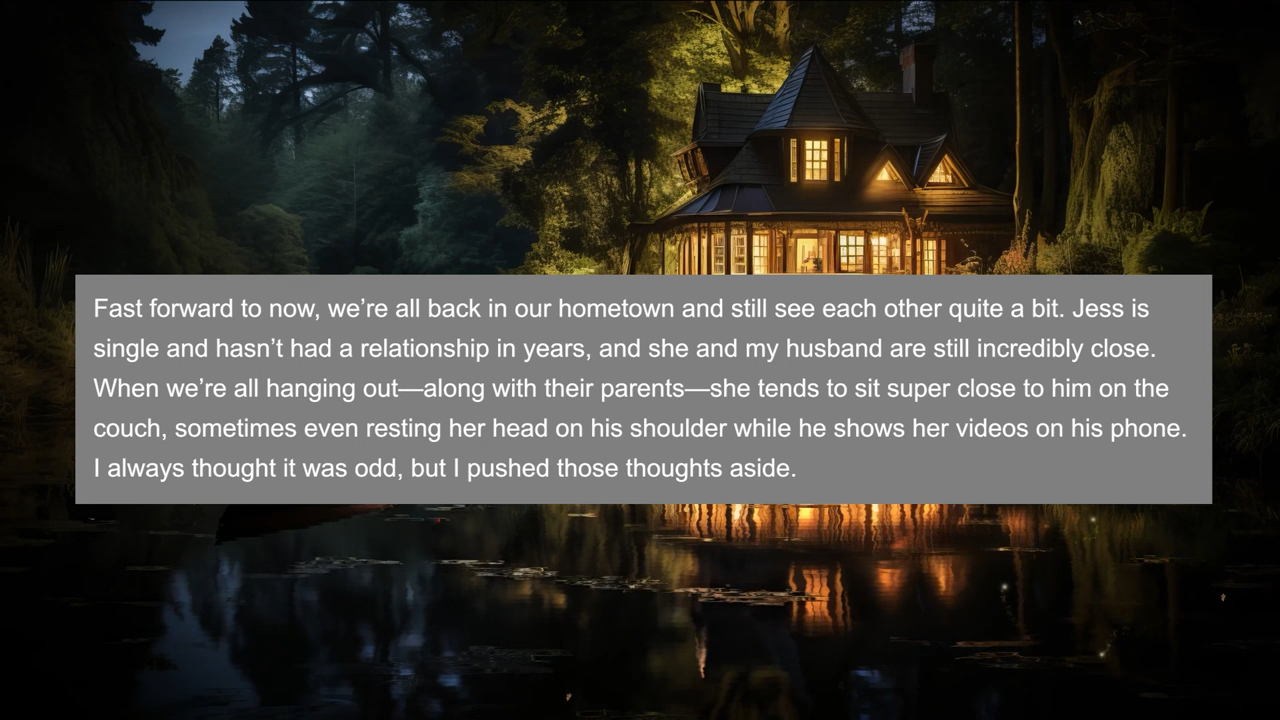 Fast forward to now, we’re all back in our hometown and still see each other quite a bit. Jess is
single and hasn’t had a relationship in years, and she and my husband are still incredibly close.
When we’re all hanging out—along with their parents—she tends to sit super close to him on the
couch, sometimes even resting her head on his shoulder while he shows her videos on his phone.
I always thought it was odd, but I pushed those thoughts aside.